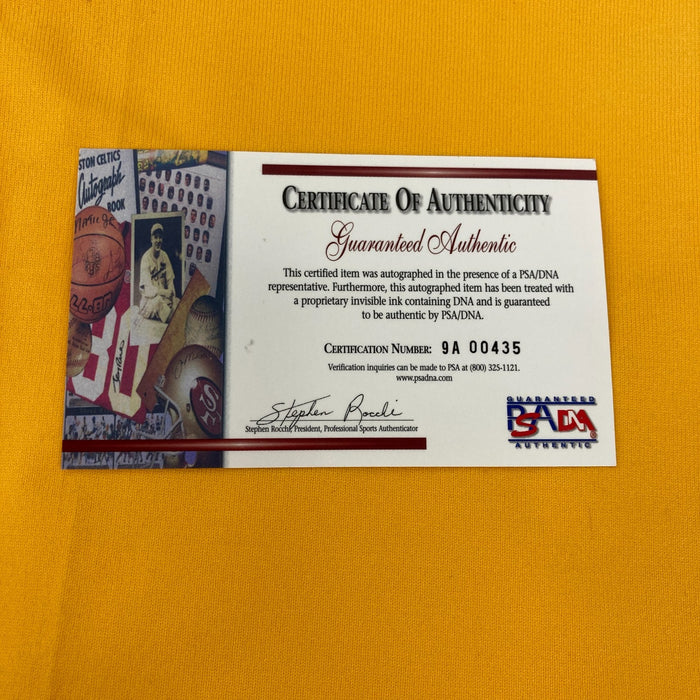 STON CELTICS
Autograph
BOOK
CERTIFICATE OF AUTHENTICITY
Guaranteed Authentic
This certified item was autographed in the presence of a PSA/DNA
representative. Furthermore, this autographed item has been treated with
a proprietary invisible ink containing DNA and is guaranteed
to be authentic by PSA/DNA.
CERTIFICATION NUMBER: 9A 00435
Verification inquiries can be made to PSA at (800) 325-1121.
www.psadna.com
Stephen Rocchi
Stephen Rocchi, President, Professional Sports Authenticator
GUARANTEED
PSA DNA
AUTHENTIC